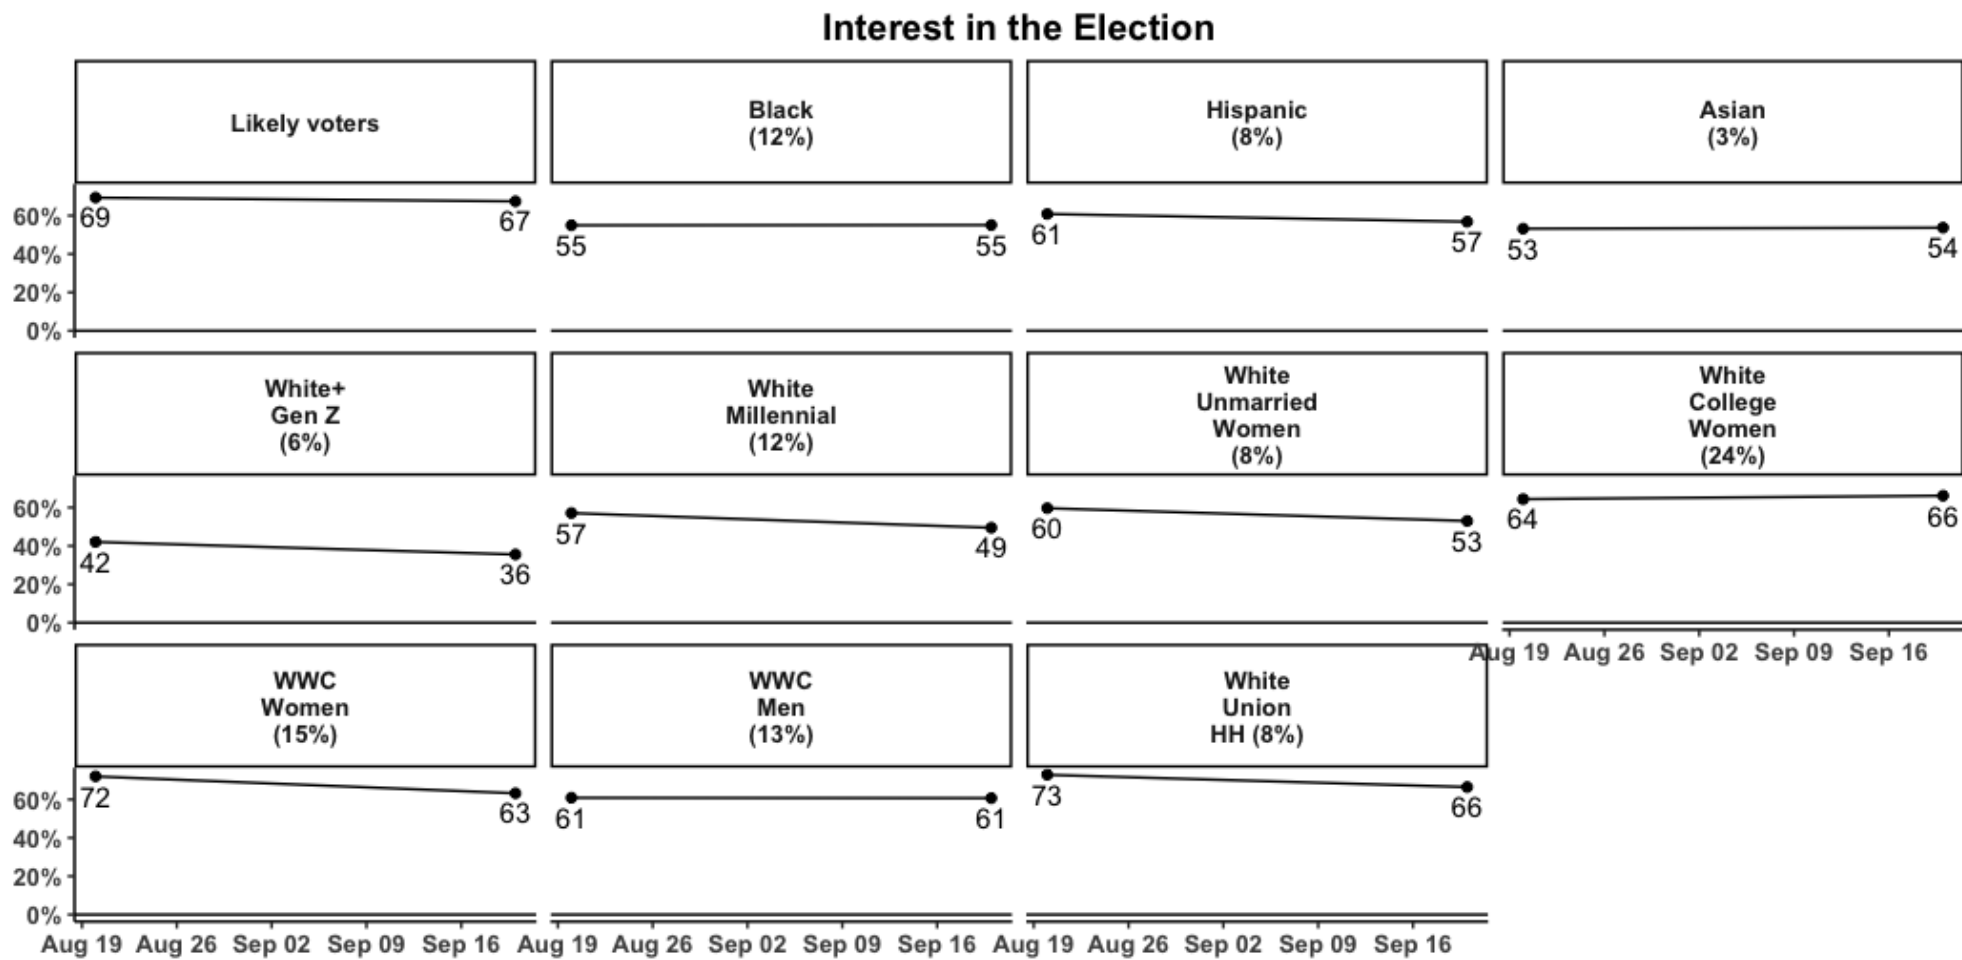 Interest in the Election
Likely voters
Black
(12%)
Hispanic
(8%)
Asian
(3%)
60%
40%
20%
0%
69
67
55
55
61
57
53
54
White+
Gen Z
(6%)
White
Millennial
(12%)
White
Unmarried
Women
(8%)
White
College
Women
(24%)
60%
40%
20%
0%
42
36
57
49
60
53
64
66
Aug 19 Aug 26 Sep 02 Sep 09 Sep 16
WWC
Women
(15%)
WWC
Men
(13%)
White
Union
HH (8%)
60%
40%
20%
0%
72
63
61
61
73
66
Aug 19 Aug 26 Sep 02 Sep 09 Sep 16
Aug 19 Aug 26 Sep 02 Sep 09 Sep 16
Aug 19 Aug 26 Sep 02 Sep 09 Sep 16